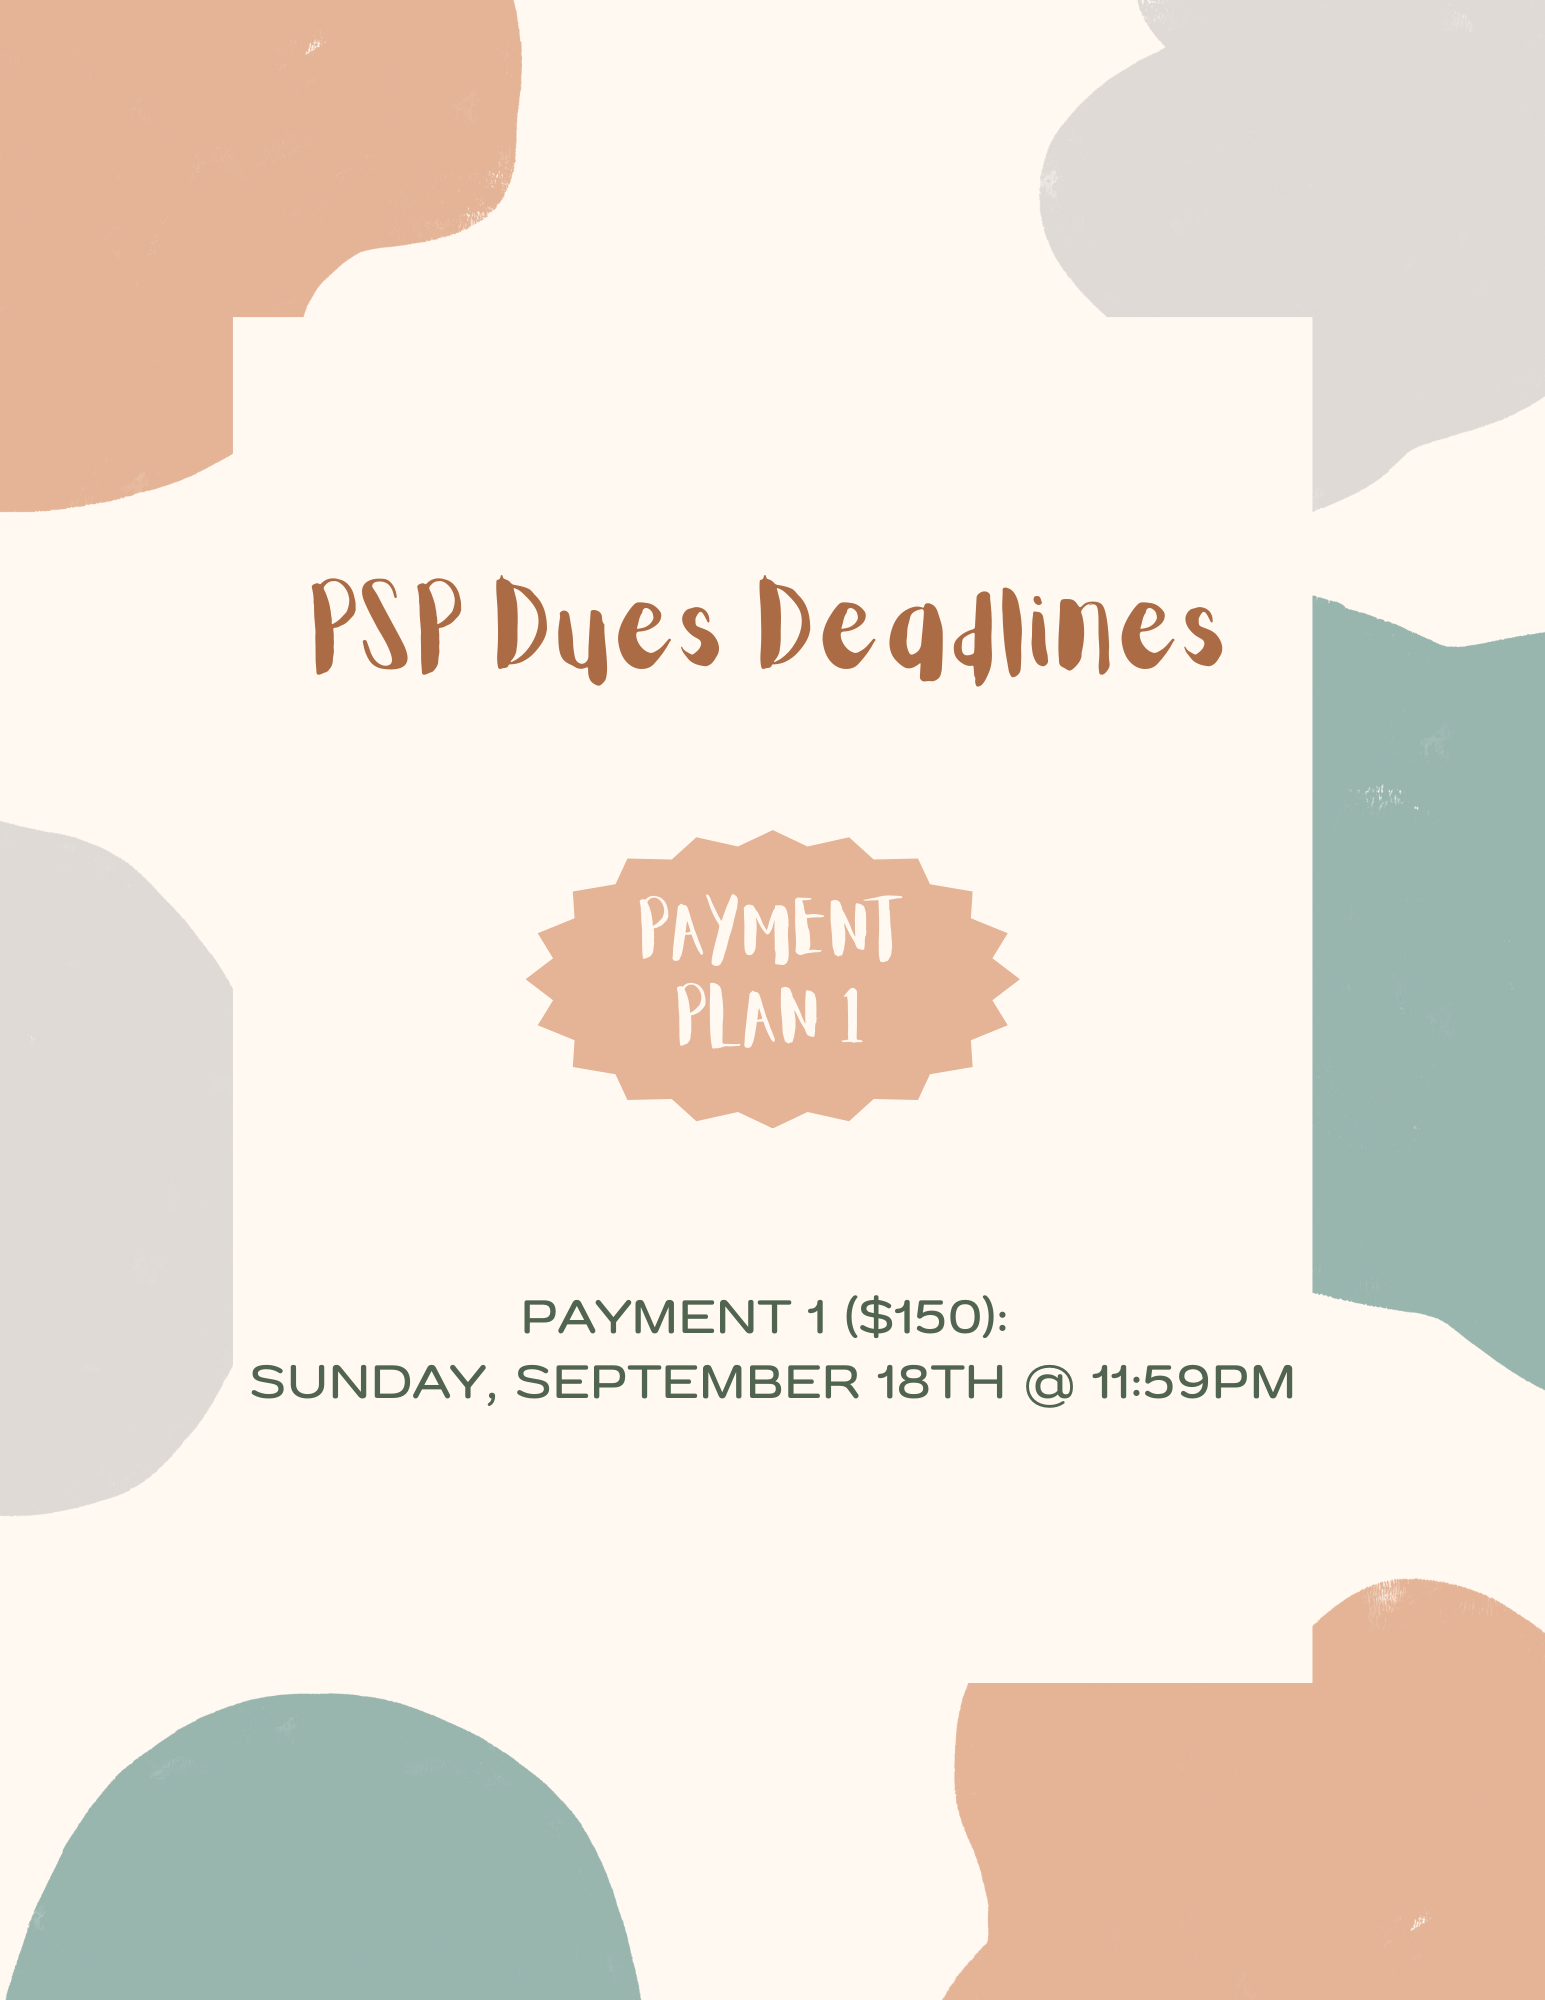 PSP Dues Deadlines
PAYMENT
PLAN 1
PAYMENT 1 ($150):
SUNDAY, SEPTEMBER 18TH @ 11:59PM